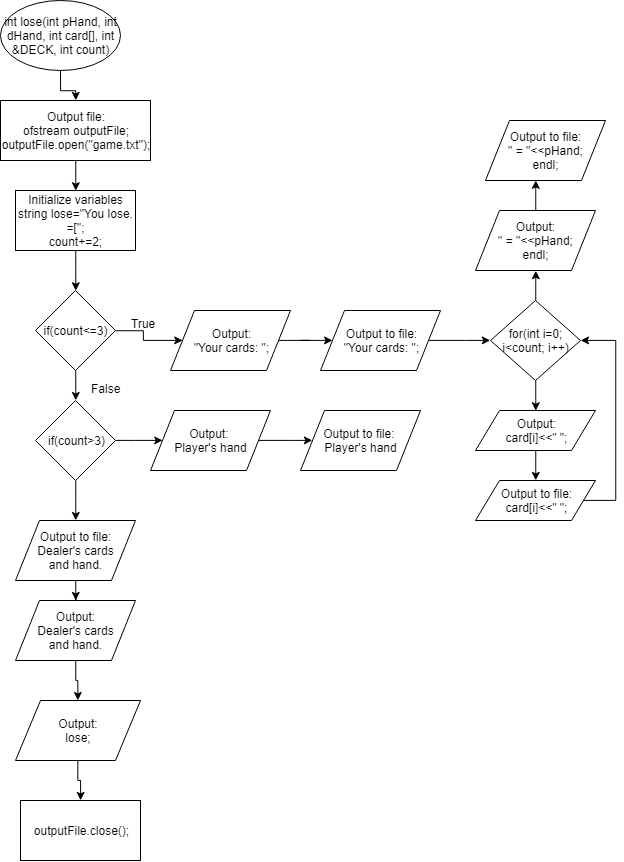 int lose(int pHand, int
dHand, int card[], int
&DECK, int count)
Output file:
ofstream outputFile;
outputFile.open("game.txt");
Initialize variables
string lose="You lose.
=[";
count+=2;
if(count<=3)
True
Output:
"Your cards: ";
Output to file:
"Your cards: ";
for(int i=0;
i<count; i++)
Output:
" = "<<pHand;
endl;
Output to file:
" = "<<pHand;
endl;
Output:
card[i]<<" ";
Output to file:
card[i]<<" ";
False
if(count>3)
Output:
Player's hand
Output to file:
Player's hand
Output to file:
Dealer's cards
and hand.
Output:
Dealer's cards
and hand.
Output:
lose;
outputFile.close();